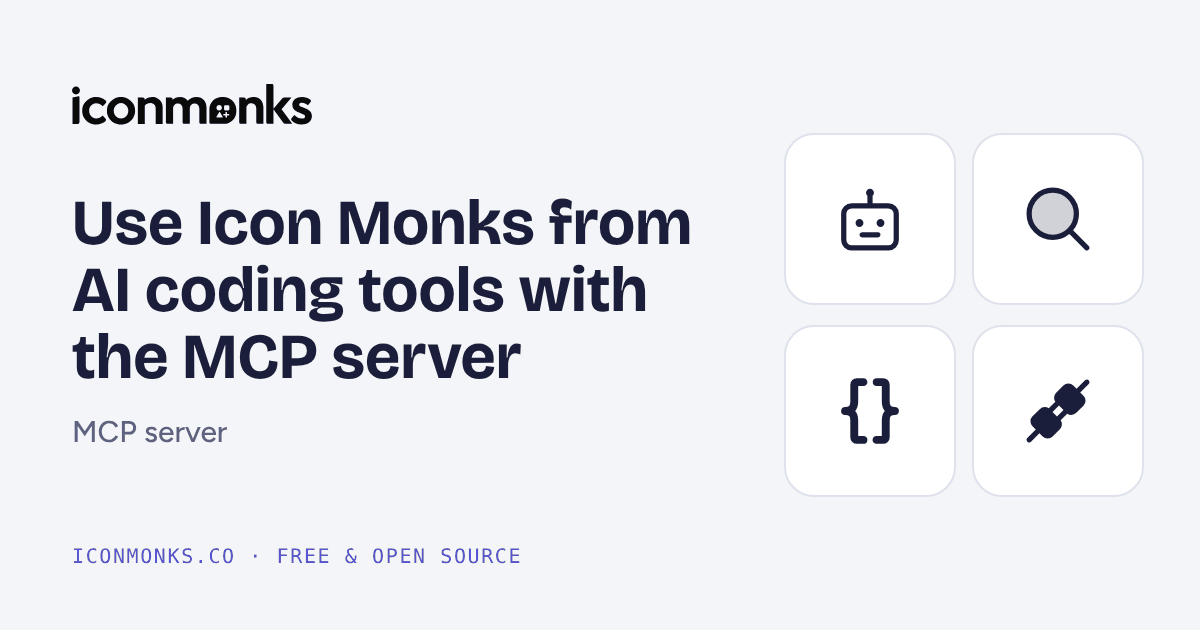 iconmonks
Use Icon Monks from
AI coding tools with
the MCP server
MCP server
ICONMONKS.CO · FREE & OPEN SOURCE